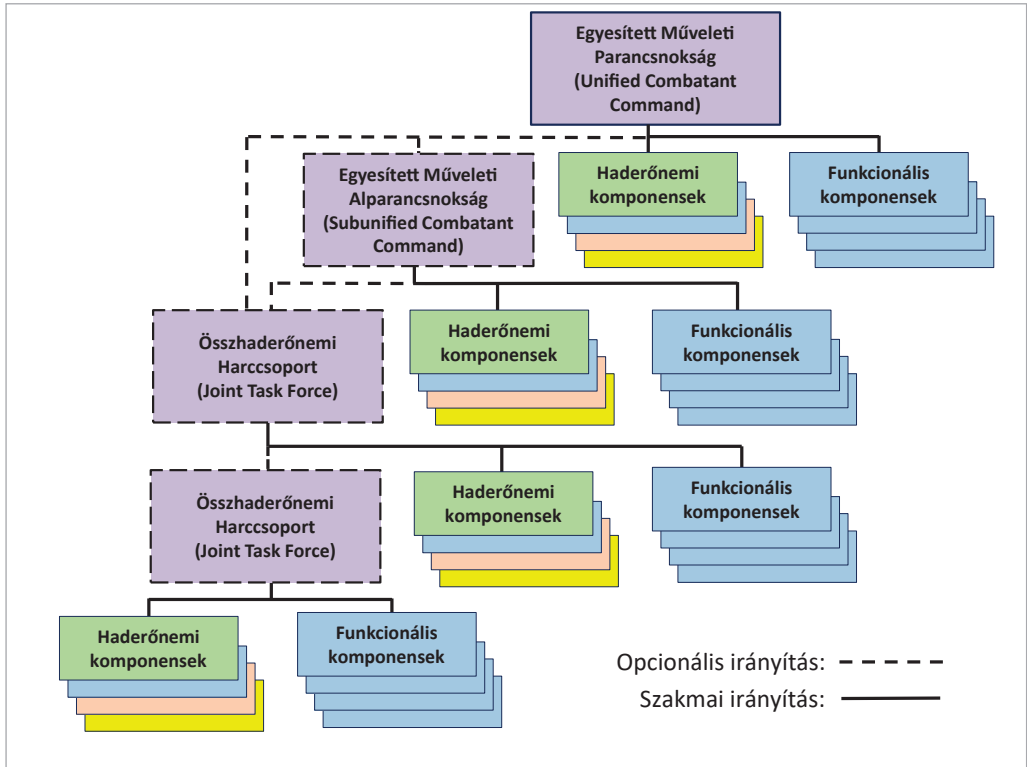 Egyesített Műveleti
Parancsnokság
(Unified Combatant
Command)
Egyesített Műveleti
Alparancsnokság
(Subunified Combatant
Command)
Haderőnemi
komponensek
Funkcionális
komponensek
Összhaderőnemi
Harccsoport
(Joint Task Force)
Haderőnemi
komponensek
Funkcionális
komponensek
Összhaderőnemi
Harccsoport
(Joint Task Force)
Haderőnemi
komponensek
Funkcionális
komponensek
Haderőnemi
komponensek
Funkcionális
komponensek
Opcionális irányítás:
Szakmai irányítás: